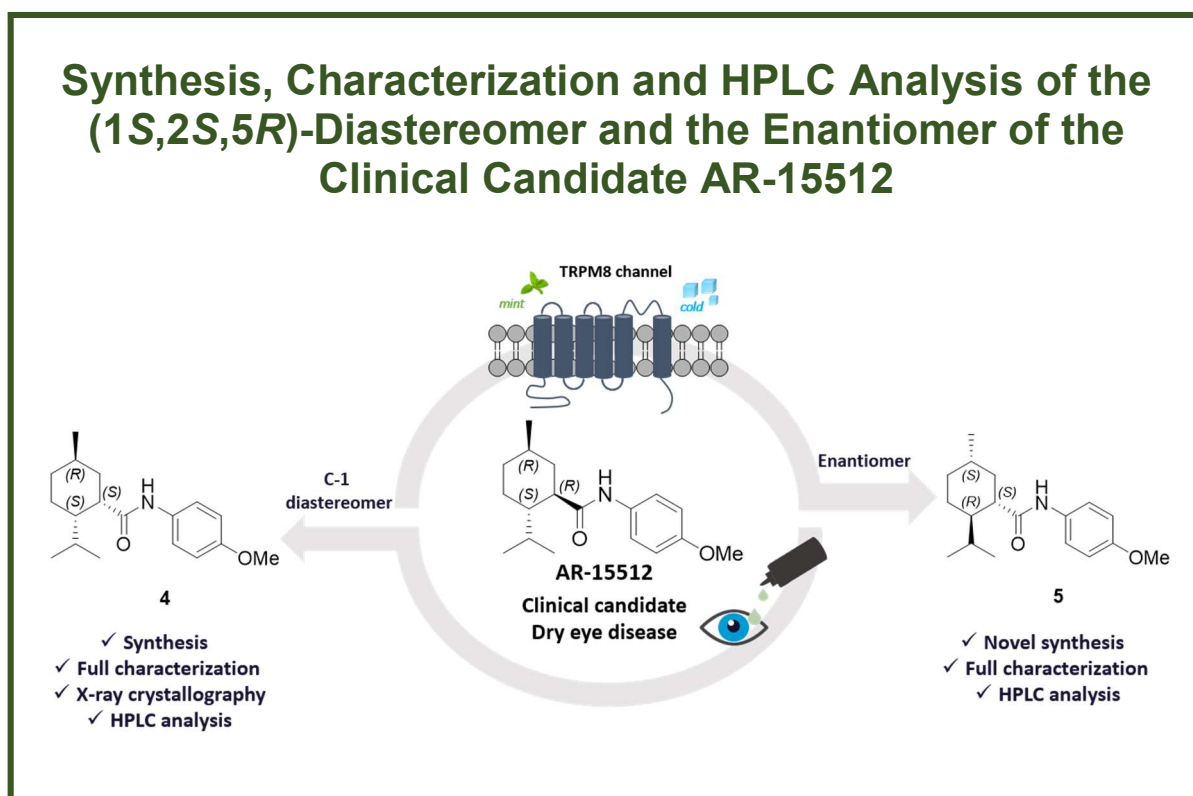 Synthesis, Characterization and HPLC Analysis of the
(1S,2S,5R)-Diastereomer and the Enantiomer of the
Clinical Candidate AR-15512
TRPM8 channel
mint
cold
C-1
diastereomer
Enantiomer
(R)
(S)
(S)
H
N
O
OMe
4
✓ Synthesis
✓ Full characterization
✓ X-ray crystallography
✓ HPLC analysis
(R)
(R)
(S)
H
N
O
OMe
AR-15512
Clinical candidate
Dry eye disease
(S)
(S)
(R)
H
N
O
OMe
5
✓ Novel synthesis
✓ Full characterization
✓ HPLC analysis